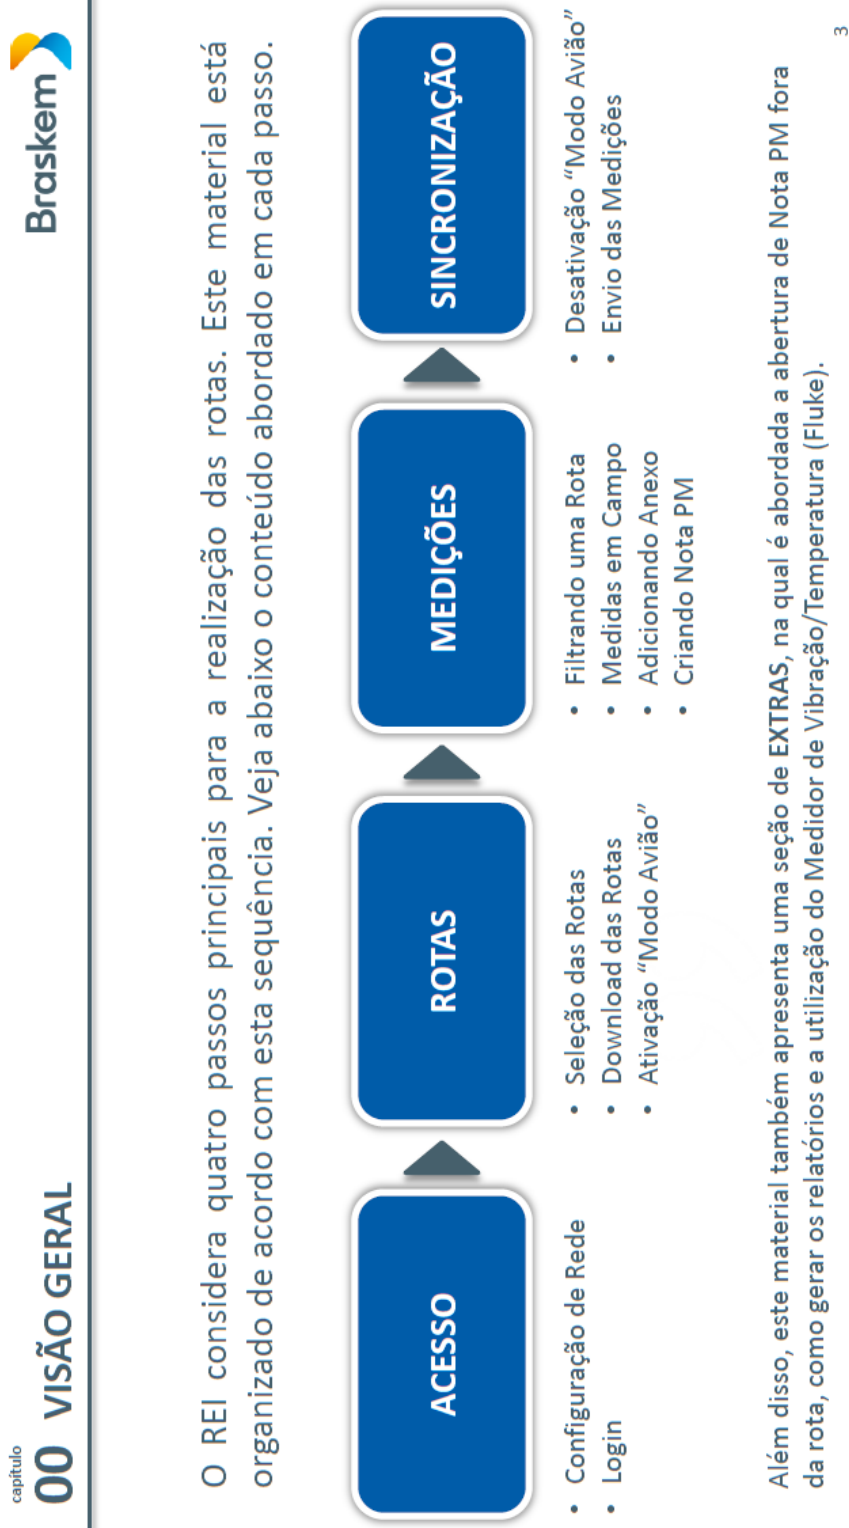 capítulo
00 VISÃO GERAL
Braskem
O REI considera quatro passos principais para a realização das rotas. Este material está
organizado de acordo com esta sequência. Veja abaixo o conteúdo abordado em cada passo.
ACESSO
• Configuração de Rede
• Login
ROTAS
• Seleção das Rotas
• Download das Rotas
• Ativação “Modo Avião”
MEDIÇÕES
• Filtrando uma Rota
• Medidas em Campo
• Adicionando Anexo
• Criando Nota PM
SINCRONIZAÇÃO
• Desativação “Modo Avião”
• Envio das Medições
Além disso, este material também apresenta uma seção de EXTRAS, na qual é abordada a abertura de Nota PM fora
da rota, como gerar os relatórios e a utilização do Medidor de Vibração/Temperatura (Fluke).
3